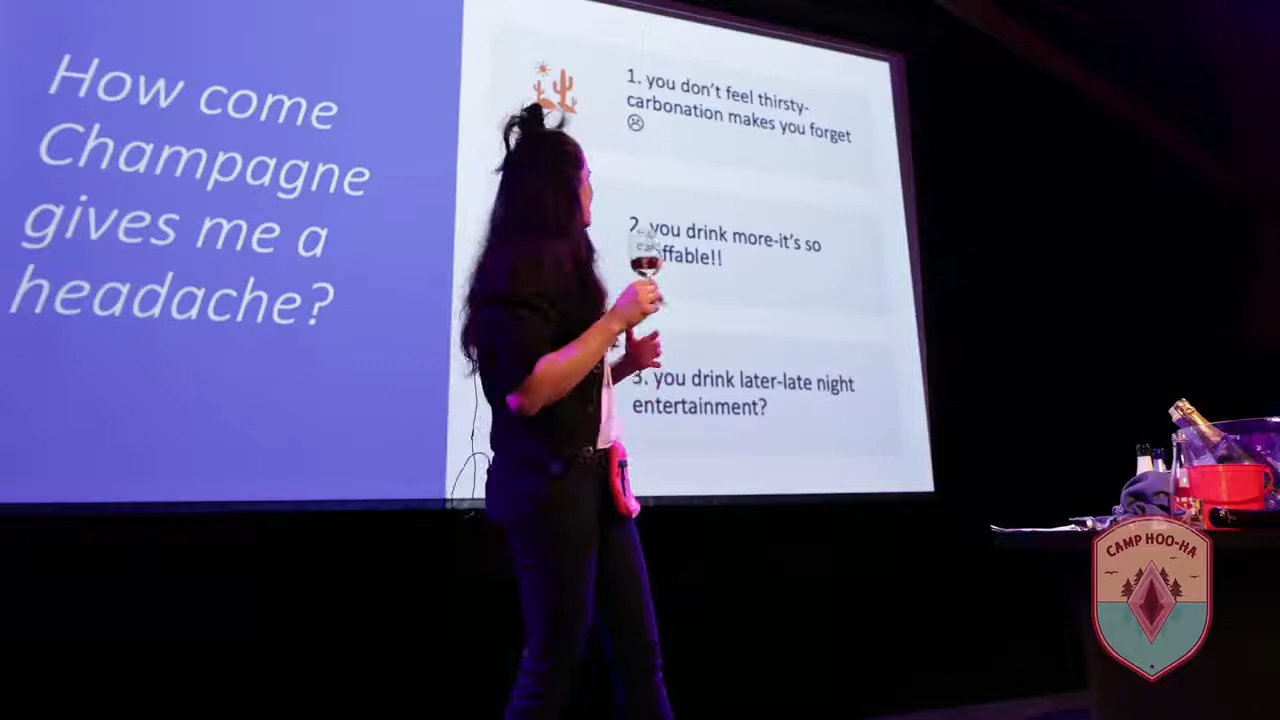 How come
Champagne
gives me a
headache?
1. you don't feel thirsty-
carbonation makes you forget
☹
2. you drink more-it's so
3. you drink later-late night
entertainment?
CAMP HOO-HA